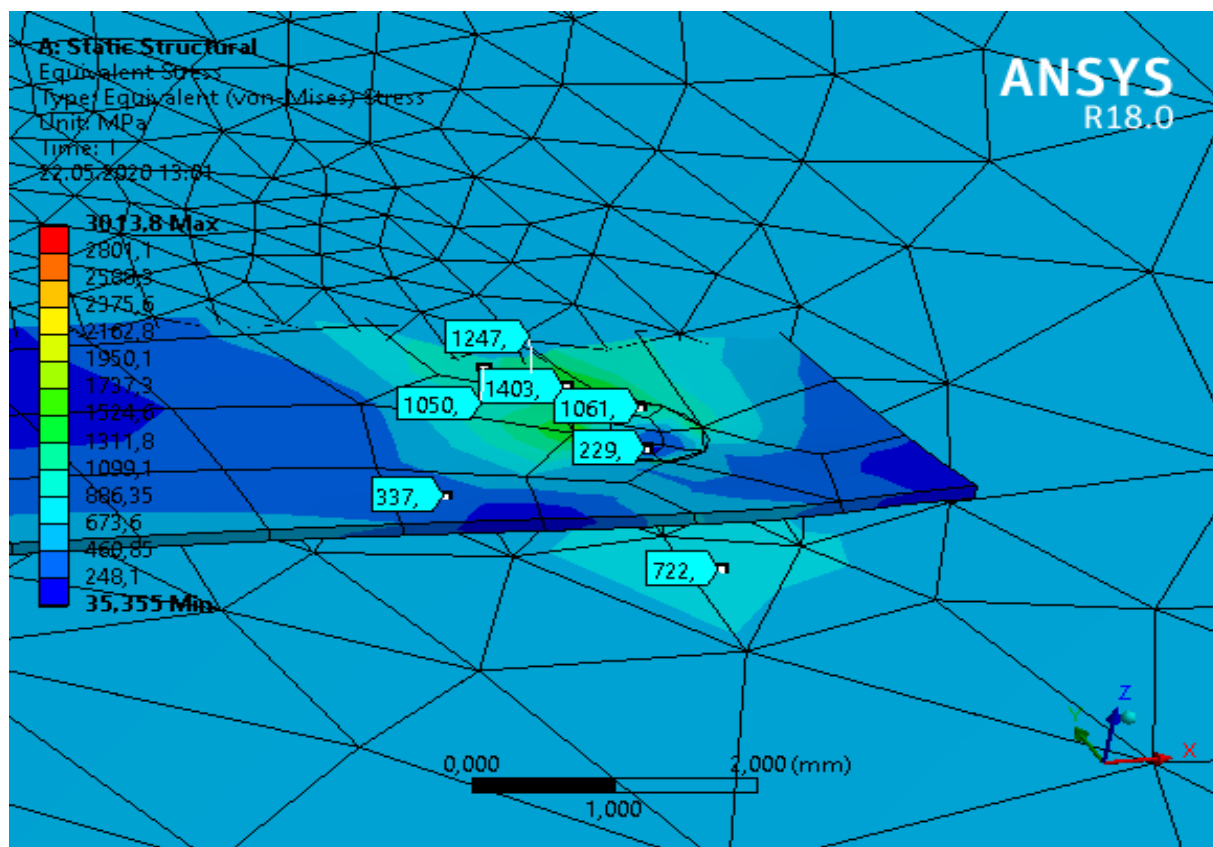 A: Static Structural
Equivalent Stress
Type: Equivalent (von-Mises) Stress
Unit: MPa
Time: 1
22.05.2020 13:01
ANSYS
R18.0
3013,8 Max
2801,1
2588,3
2375,6
2162,8
1950,1
1737,3
1524,6
1311,8
1099,1
886,35
673,6
460,85
248,1
35,355 Min
1247,
1403,
1050,
1061,
229,
337,
722,
0,000
2,000 (mm)
1,000
Z
Y
X